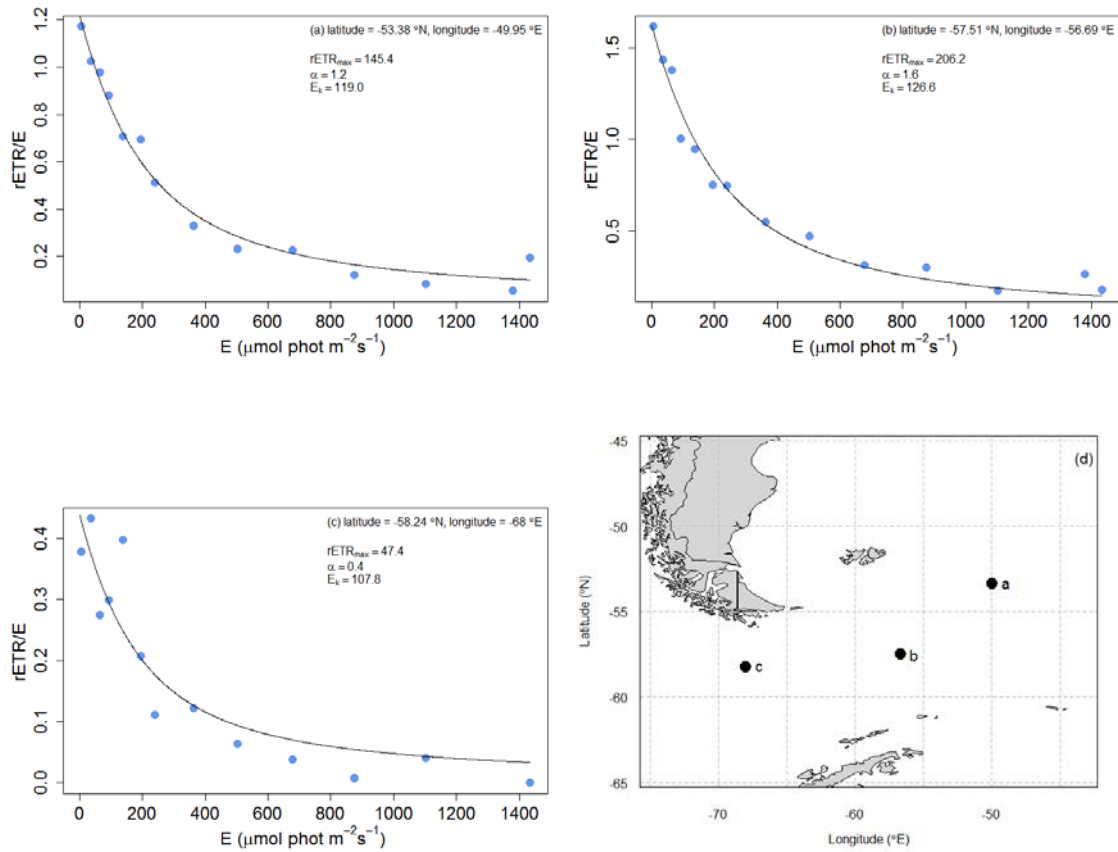 (a) latitude = -53.38 °N, longitude = -49.95 °E
rETRmax = 145.4
α = 1.2
Ek = 119.0
rETR/E
1.2
1.0
0.8
0.6
0.4
0.2
0 200 400 600 800 1000 1200 1400
E (μmol phot m⁻²s⁻¹)
(b) latitude = -57.51 °N, longitude = -56.69 °E
rETRmax = 206.2
α = 1.6
Ek = 126.6
rETR/E
1.5
1.0
0.5
0 200 400 600 800 1000 1200 1400
E (μmol phot m⁻²s⁻¹)
(c) latitude = -58.24 °N, longitude = -68 °E
rETRmax = 47.4
α = 0.4
Ek = 107.8
rETR/E
0.4
0.3
0.2
0.1
0.0
0 200 400 600 800 1000 1200 1400
E (μmol phot m⁻²s⁻¹)
(d)
Latitude (°N)
-45
-50
-55
-60
-65
a
b
c
-70 -60 -50
Longitude (°E)